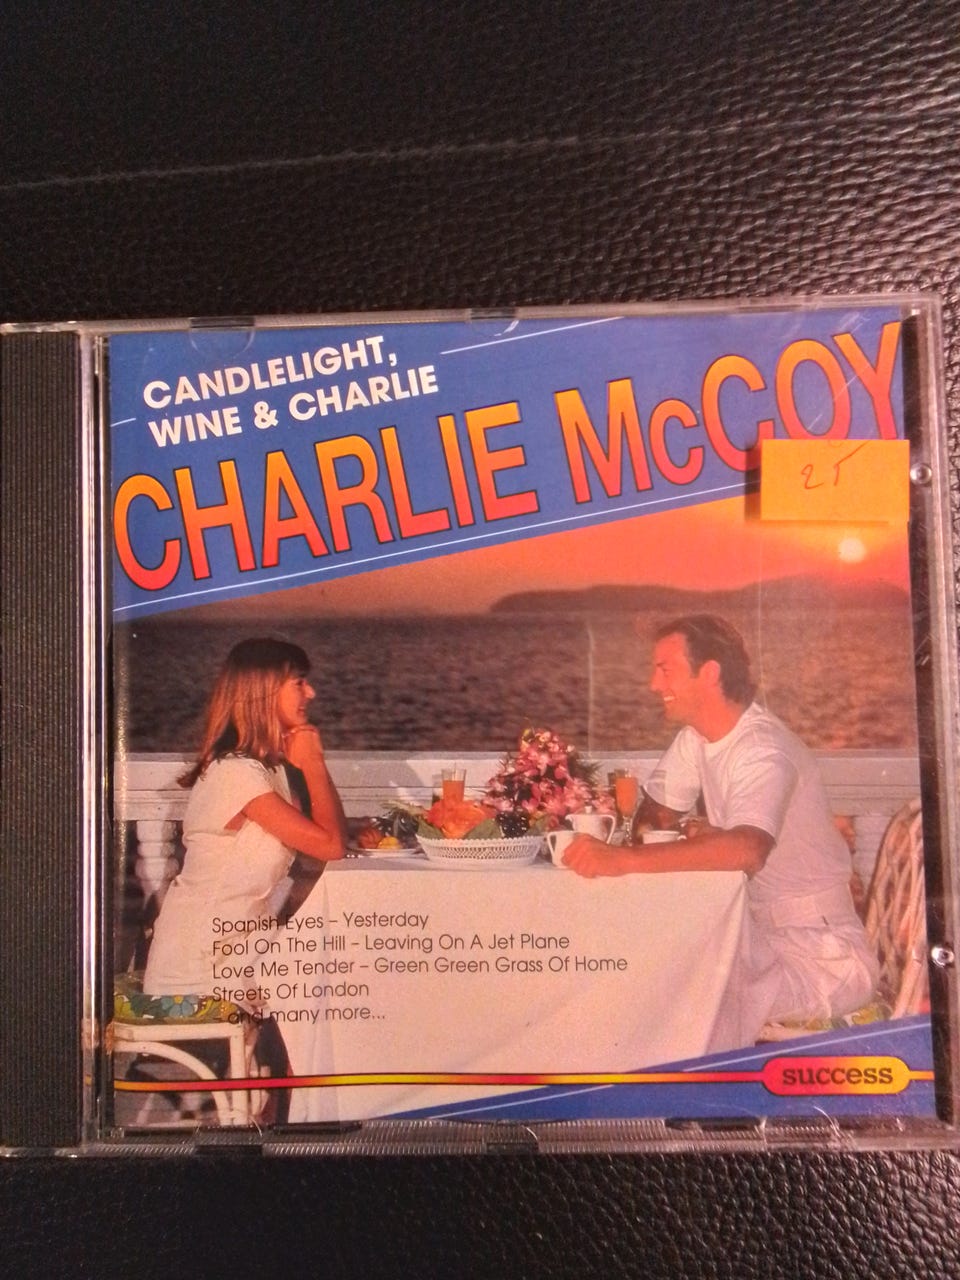 CANDLELIGHT,
WINE & CHARLIE
CHARLIE McCOY
25
Spanish Eyes – Yesterday
Fool On The Hill – Leaving On A Jet Plane
Love Me Tender – Green Green Grass Of Home
Streets Of London
and many more...
success